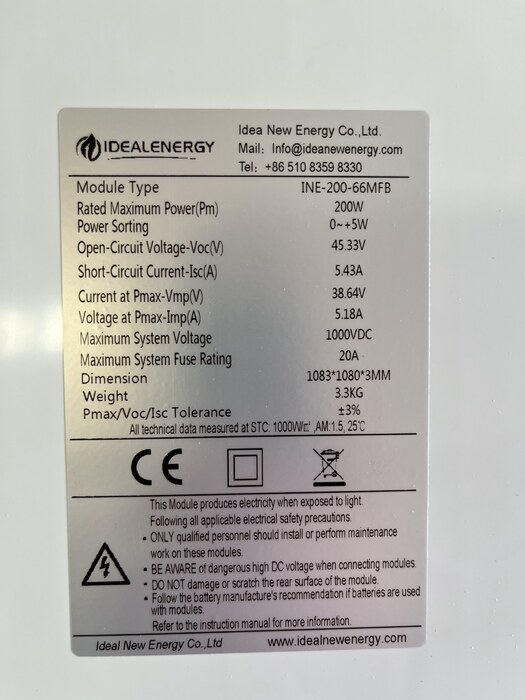 IDEALENERGY
Idea New Energy Co.,Ltd.
Mail: Info@ideanewenergy.com
Tel: +86 510 8359 8330
Module Type INE-200-66MFB
Rated Maximum Power(Pm) 200W
Power Sorting 0~+5W
Open-Circuit Voltage-Voc(V) 45.33V
Short-Circuit Current-Isc(A) 5.43A
Current at Pmax-Vmp(V) 38.64V
Voltage at Pmax-Imp(A) 5.18A
Maximum System Voltage 1000VDC
Maximum System Fuse Rating 20A
Dimension 1083*1080*3MM
Weight 3.3KG
Pmax/Voc/Isc Tolerance ±3%
All technical data measured at STC: 1000W/㎡ ,AM:1.5, 25℃
CE
This Module produces electricity when exposed to light.
Following all applicable electrical safety precautions.
• ONLY qualified personnel should install or perform maintenance
work on these modules.
• BE AWARE of dangerous high DC voltage when connecting modules.
• DO NOT damage or scratch the rear surface of the module.
• Follow the battery manufacture's recommendation if batteries are used
with modules.
Refer to the instruction manual for more information.
Ideal New Energy Co.,Ltd www.idealnewenergy.com